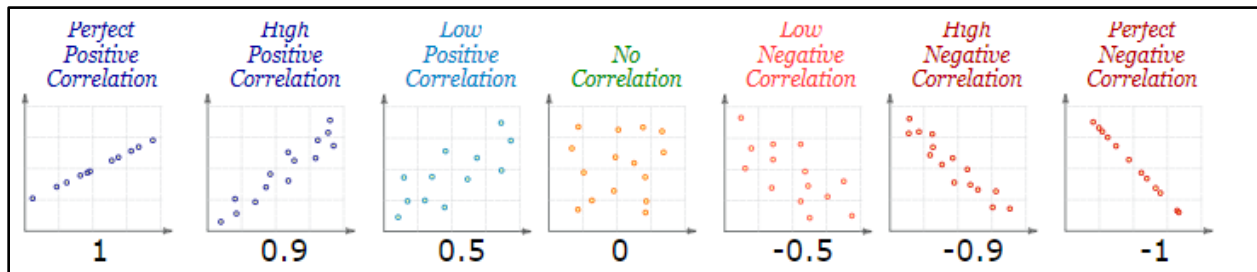 Perfect
Positive
Correlation
High
Positive
Correlation
Low
Positive
Correlation
No
Correlation
Low
Negative
Correlation
High
Negative
Correlation
Perfect
Negative
Correlation
1
0.9
0.5
0
-0.5
-0.9
-1